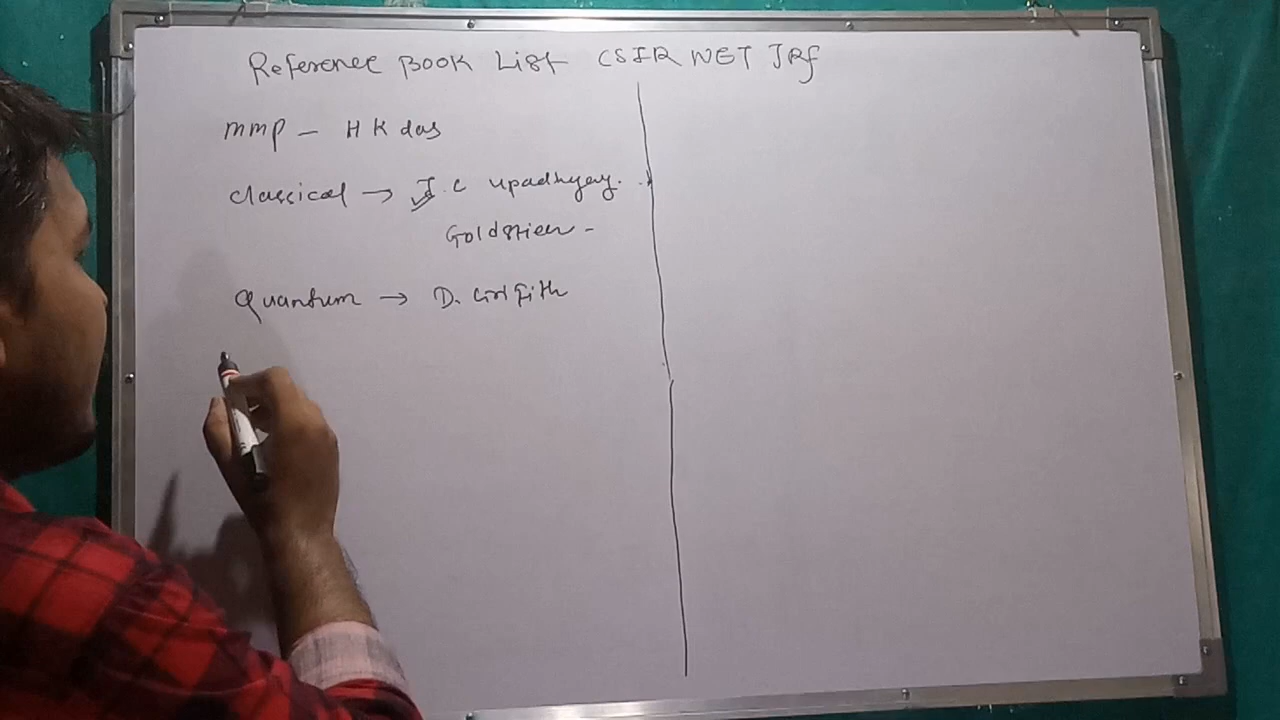 Reference Book List CSIR NET JRF
MMP - H K das
classical → J.C upadhyay.
Goldstien -
Quantum → D. Griffith